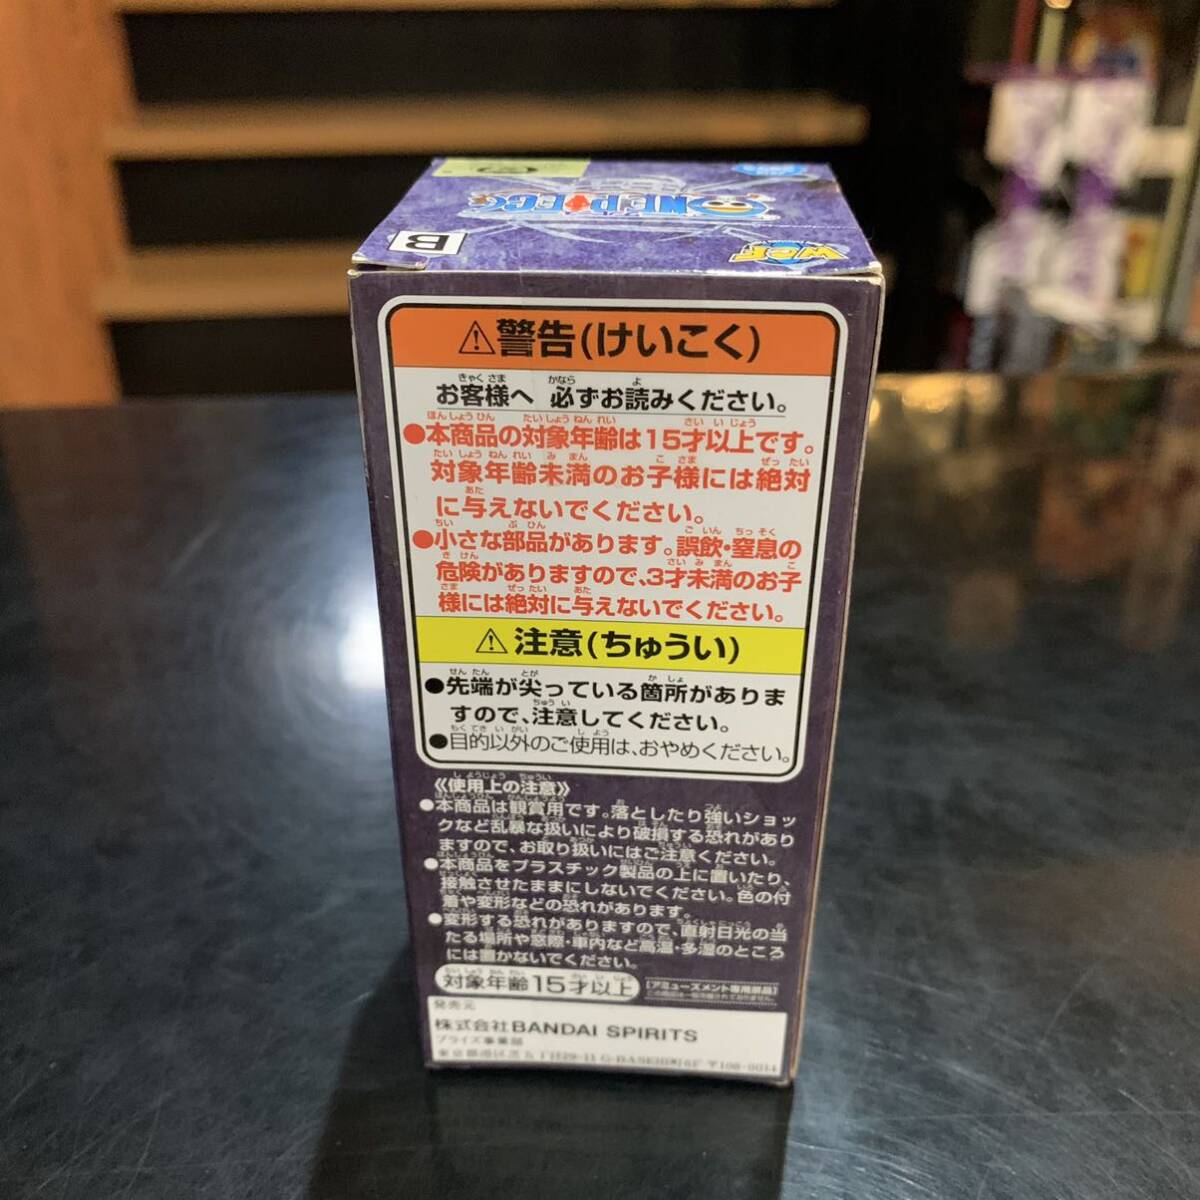 ONE PIECE
B
WCF
警告(けいこく)
お客様へ 必ずお読みください。
●本商品の対象年齢は15才以上です。
対象年齢未満のお子様には絶対
に与えないでください。
●小さな部品があります。誤飲・窒息の
危険がありますので、3才未満のお子
様には絶対に与えないでください。
注意(ちゅうい)
●先端が尖っている箇所がありま
すので、注意してください。
●目的以外のご使用は、おやめください。
《使用上の注意》
●本商品は観賞用です。落としたり強いショッ
クなど乱暴な扱いにより破損する恐れがあり
ますので、お取り扱いにはご注意ください。
●本商品をプラスチック製品の上に置いたり、
接触させたままにしないでください。色の付
着や変形などの恐れがあります。
●変形する恐れがありますので、直射日光の当
たる場所や窓際・車内など高温・多湿のところ
には置かないでください。
対象年齢15才以上
[アミューズメント専用景品]
発売元
株式会社BANDAI SPIRITS
プライズ事業部